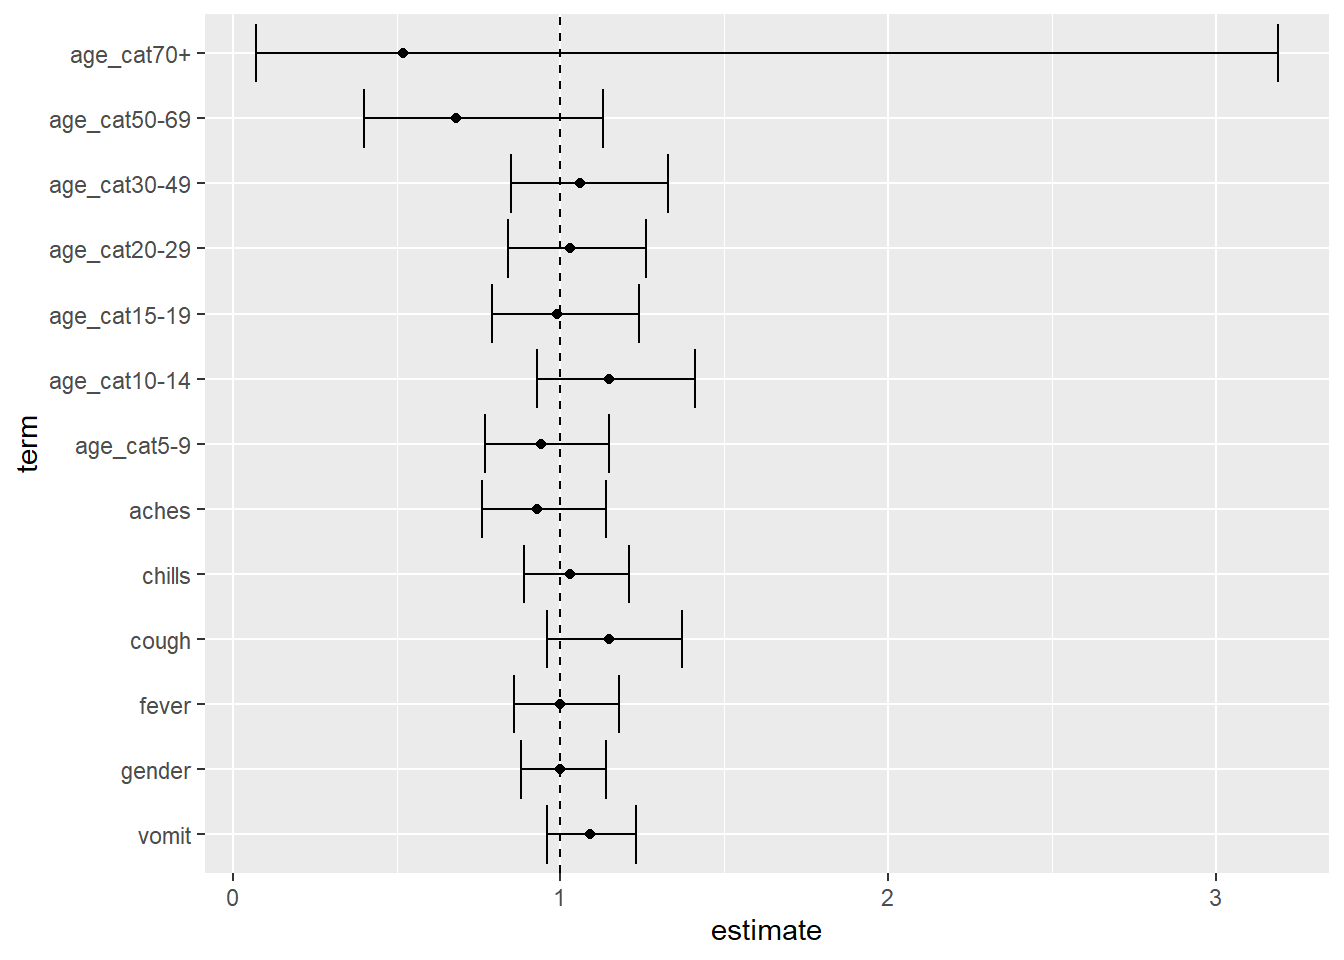 age_cat70+
age_cat50-69
age_cat30-49
age_cat20-29
age_cat15-19
age_cat10-14
age_cat5-9
aches
chills
cough
fever
gender
vomit
term
0 1 2 3
estimate